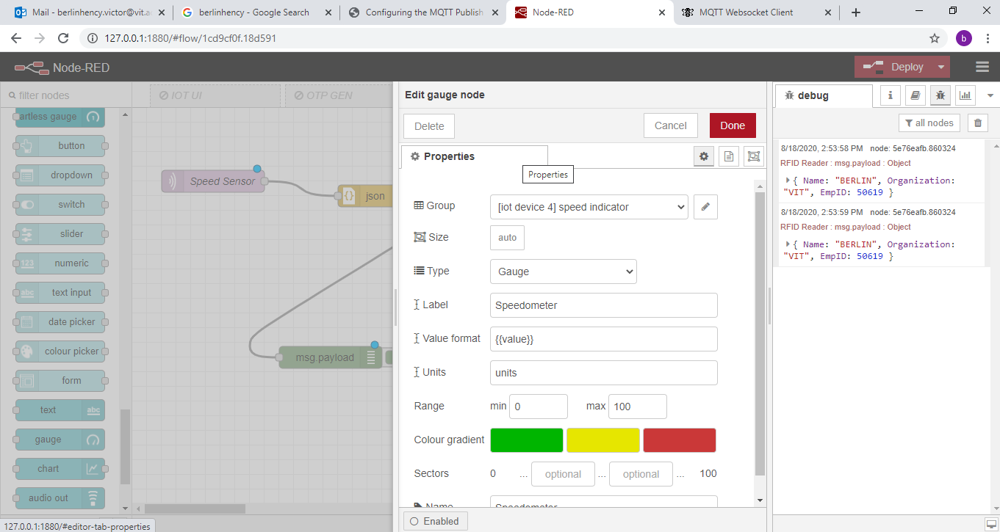 Mail - berlinhency.victor@vit.a
berlinhency - Google Search
Configuring the MQTT Publish
Node-RED
MQTT Websocket Client
127.0.0.1:1880/#flow/1cd9cf0f.18d591
b
Node-RED
Deploy
filter nodes
IOT UI
OTP GEN
Edit gauge node
debug
i
artless gauge
button
dropdown
switch
slider
123
numeric
abc
text input
date picker
colour picker
form
text
abc
gauge
chart
audio out
Speed Sensor
json
msg.payload
Delete
Cancel
Done
Properties
Properties
Group
[iot device 4] speed indicator
Size
auto
Type
Gauge
Label
Speedometer
Value format
{{value}}
Units
units
Range
min
0
max
100
Colour gradient
Sectors
0
...
optional
...
optional
...
100
Name
Speedometer
Enabled
all nodes
8/18/2020, 2:53:58 PM node: 5e76eafb.860324
RFID Reader : msg.payload : Object
{ Name: "BERLIN", Organization:
"VIT", EmpID: 50619 }
8/18/2020, 2:53:59 PM node: 5e76eafb.860324
RFID Reader : msg.payload : Object
{ Name: "BERLIN", Organization:
"VIT", EmpID: 50619 }
127.0.0.1:1880/#editor-tab-properties